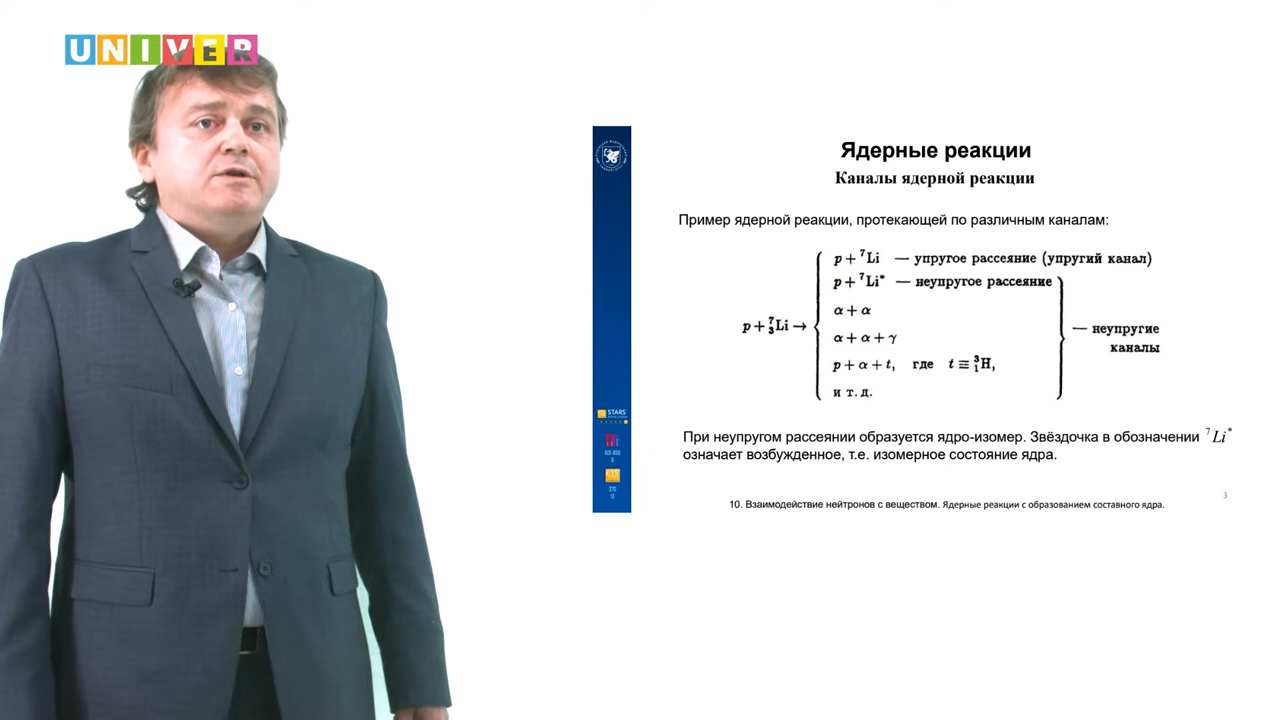 UNIVER
Ядерные реакции
Каналы ядерной реакции
Пример ядерной реакции, протекающей по различным каналам:
p + ⁷Li — упругое рассеяние (упругий канал)
p + ⁷Li* — неупругое рассеяние
α + α
p + ⁷₃Li →
α + α + γ
— неупругие
каналы
p + α + t, где t ≡ ³₁H,
и т. д.
При неупругом рассеянии образуется ядро-изомер. Звёздочка в обозначении ⁷Li*
означает возбужденное, т.е. изомерное состояние ядра.
10. Взаимодействие нейтронов с веществом. Ядерные реакции с образованием составного ядра.
3
STARS